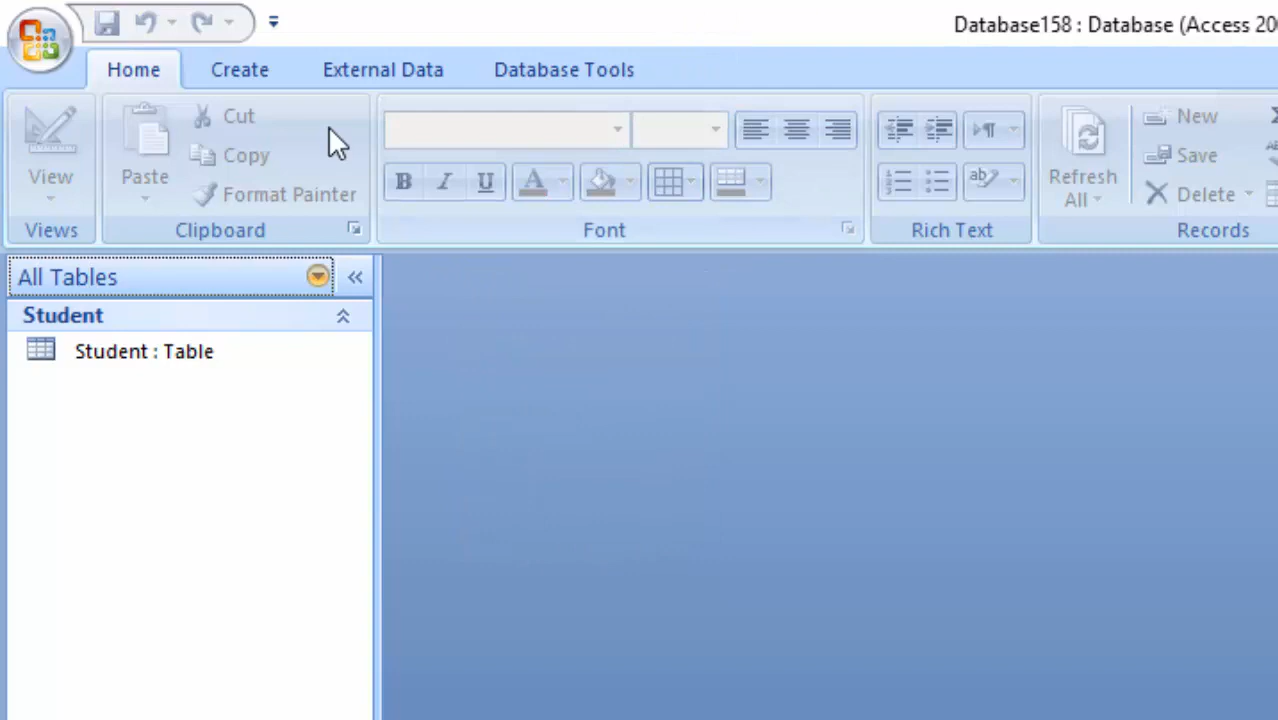 Database158 : Database (Access 20
Home Create External Data Database Tools
View
Paste
Cut
Copy
Format Painter
B I U A
ab
Refresh
All
New
Save
Delete
Views Clipboard Font Rich Text Records
All Tables
Student
Student : Table